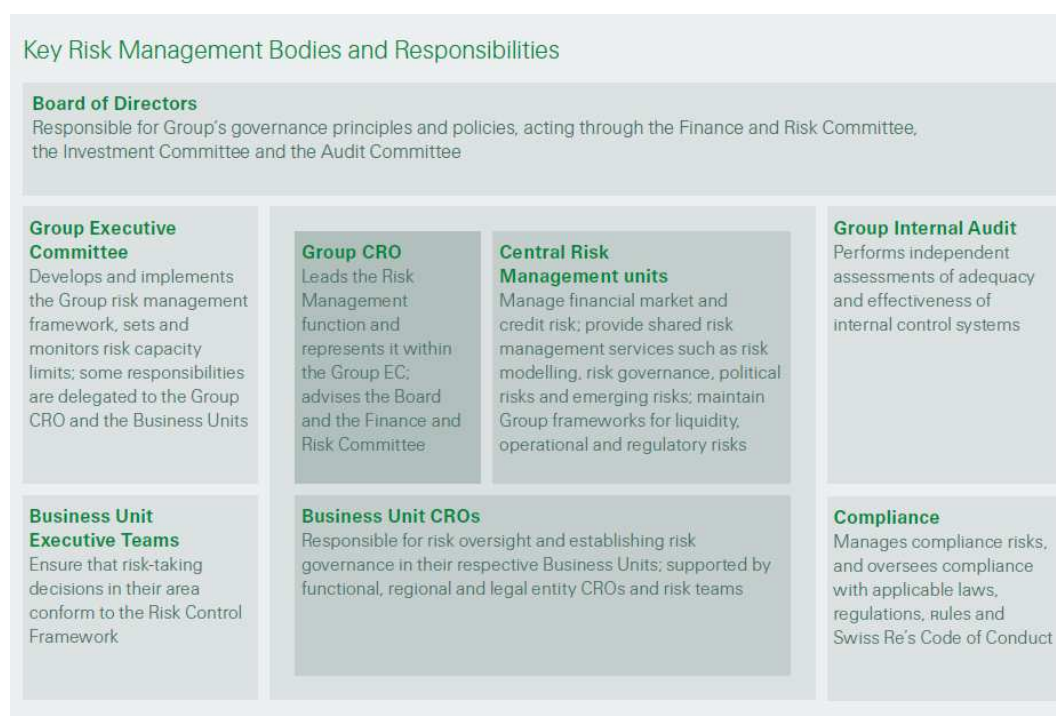 Key Risk Management Bodies and Responsibilities
Board of Directors
Responsible for Group's governance principles and policies, acting through the Finance and Risk Committee,
the Investment Committee and the Audit Committee
Group Executive
Committee
Develops and implements
the Group risk management
framework, sets and
monitors risk capacity
limits; some responsibilities
are delegated to the Group
CRO and the Business Units
Group CRO
Leads the Risk
Management
function and
represents it within
the Group EC;
advises the Board
and the Finance and
Risk Committee
Central Risk
Management units
Manage financial market and
credit risk; provide shared risk
management services such as risk
modelling, risk governance, political
risks and emerging risks; maintain
Group frameworks for liquidity,
operational and regulatory risks
Group Internal Audit
Performs independent
assessments of adequacy
and effectiveness of
internal control systems
Business Unit
Executive Teams
Ensure that risk-taking
decisions in their area
conform to the Risk Control
Framework
Business Unit CROs
Responsible for risk oversight and establishing risk
governance in their respective Business Units; supported by
functional, regional and legal entity CROs and risk teams
Compliance
Manages compliance risks,
and oversees compliance
with applicable laws,
regulations, rules and
Swiss Re's Code of Conduct